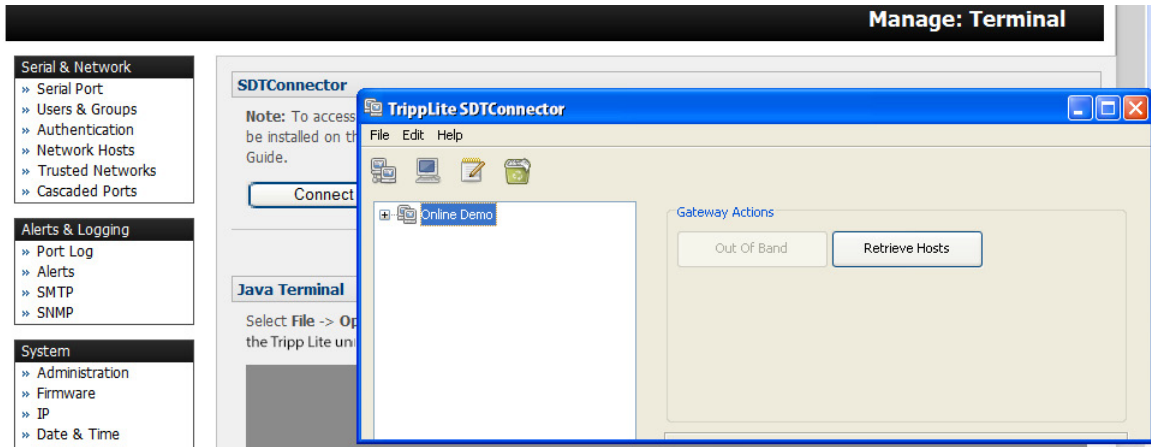 Manage: Terminal
Serial & Network
» Serial Port
» Users & Groups
» Authentication
» Network Hosts
» Trusted Networks
» Cascaded Ports
Alerts & Logging
» Port Log
» Alerts
» SMTP
» SNMP
System
» Administration
» Firmware
» IP
» Date & Time
SDTConnector
Note: To access
be installed on th
Guide.
Connect
Java Terminal
Select File -> Op
the Tripp Lite uni
TrippLite SDTConnector
File Edit Help
Online Demo
Gateway Actions
Out Of Band
Retrieve Hosts